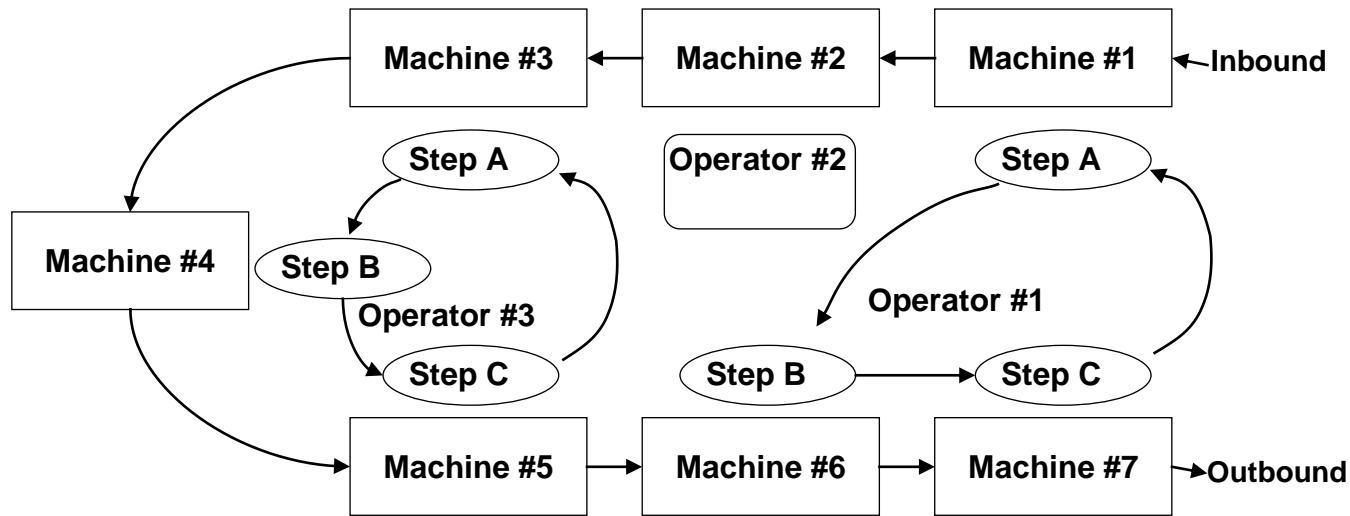 Machine #3
Machine #2
Machine #1
Inbound
Step A
Operator #2
Step A
Machine #4
Step B
Operator #3
Operator #1
Step C
Step B
Step C
Machine #5
Machine #6
Machine #7
Outbound